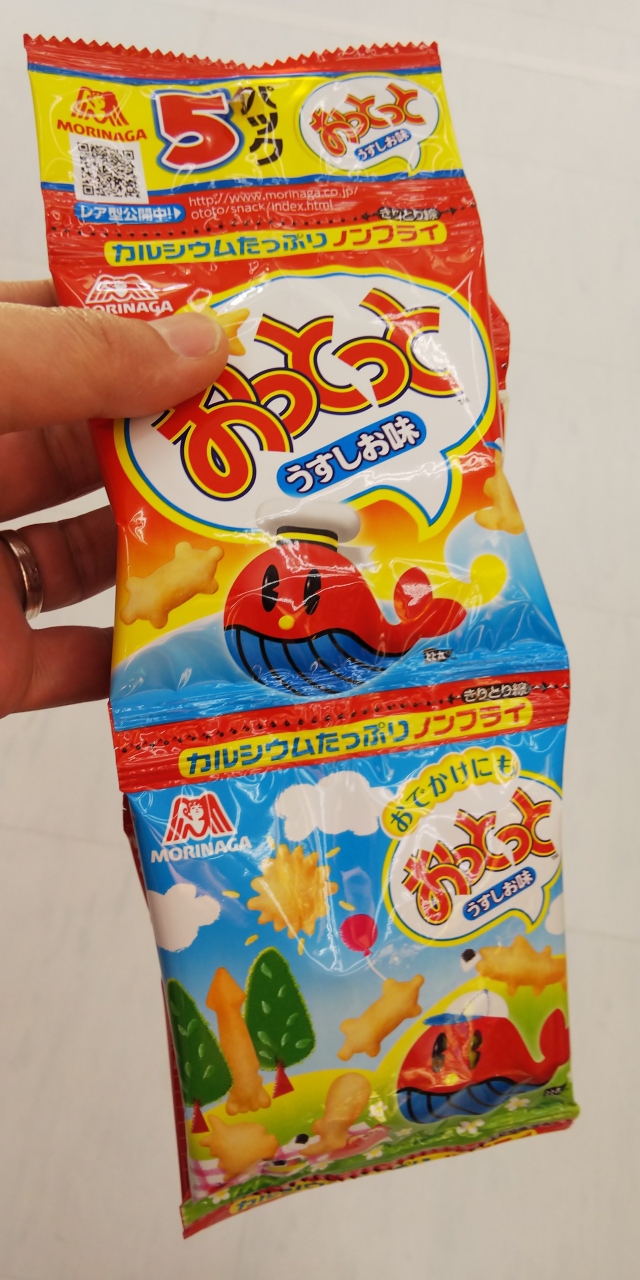 MORINAGA
5パック
おっとっと
うすしお味
レア型公開中!
http://www.morinaga.co.jp/
ototo/snack/index.html
きりとり線
カルシウムたっぷりノンフライ
MORINAGA
おっとっと
うすしお味
きりとり線
カルシウムたっぷりノンフライ
MORINAGA
おでかけにも
おっとっと
うすしお味